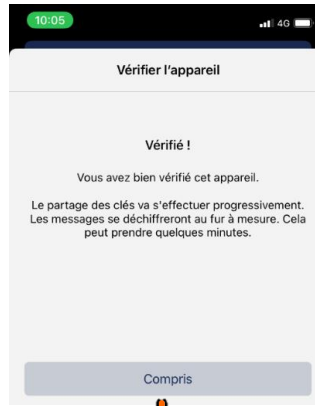 10:05
4G
Vérifier l'appareil
Vérifié !
Vous avez bien vérifié cet appareil.
Le partage des clés va s'effectuer progressivement.
Les messages se déchiffreront au fur à mesure. Cela
peut prendre quelques minutes.
Compris